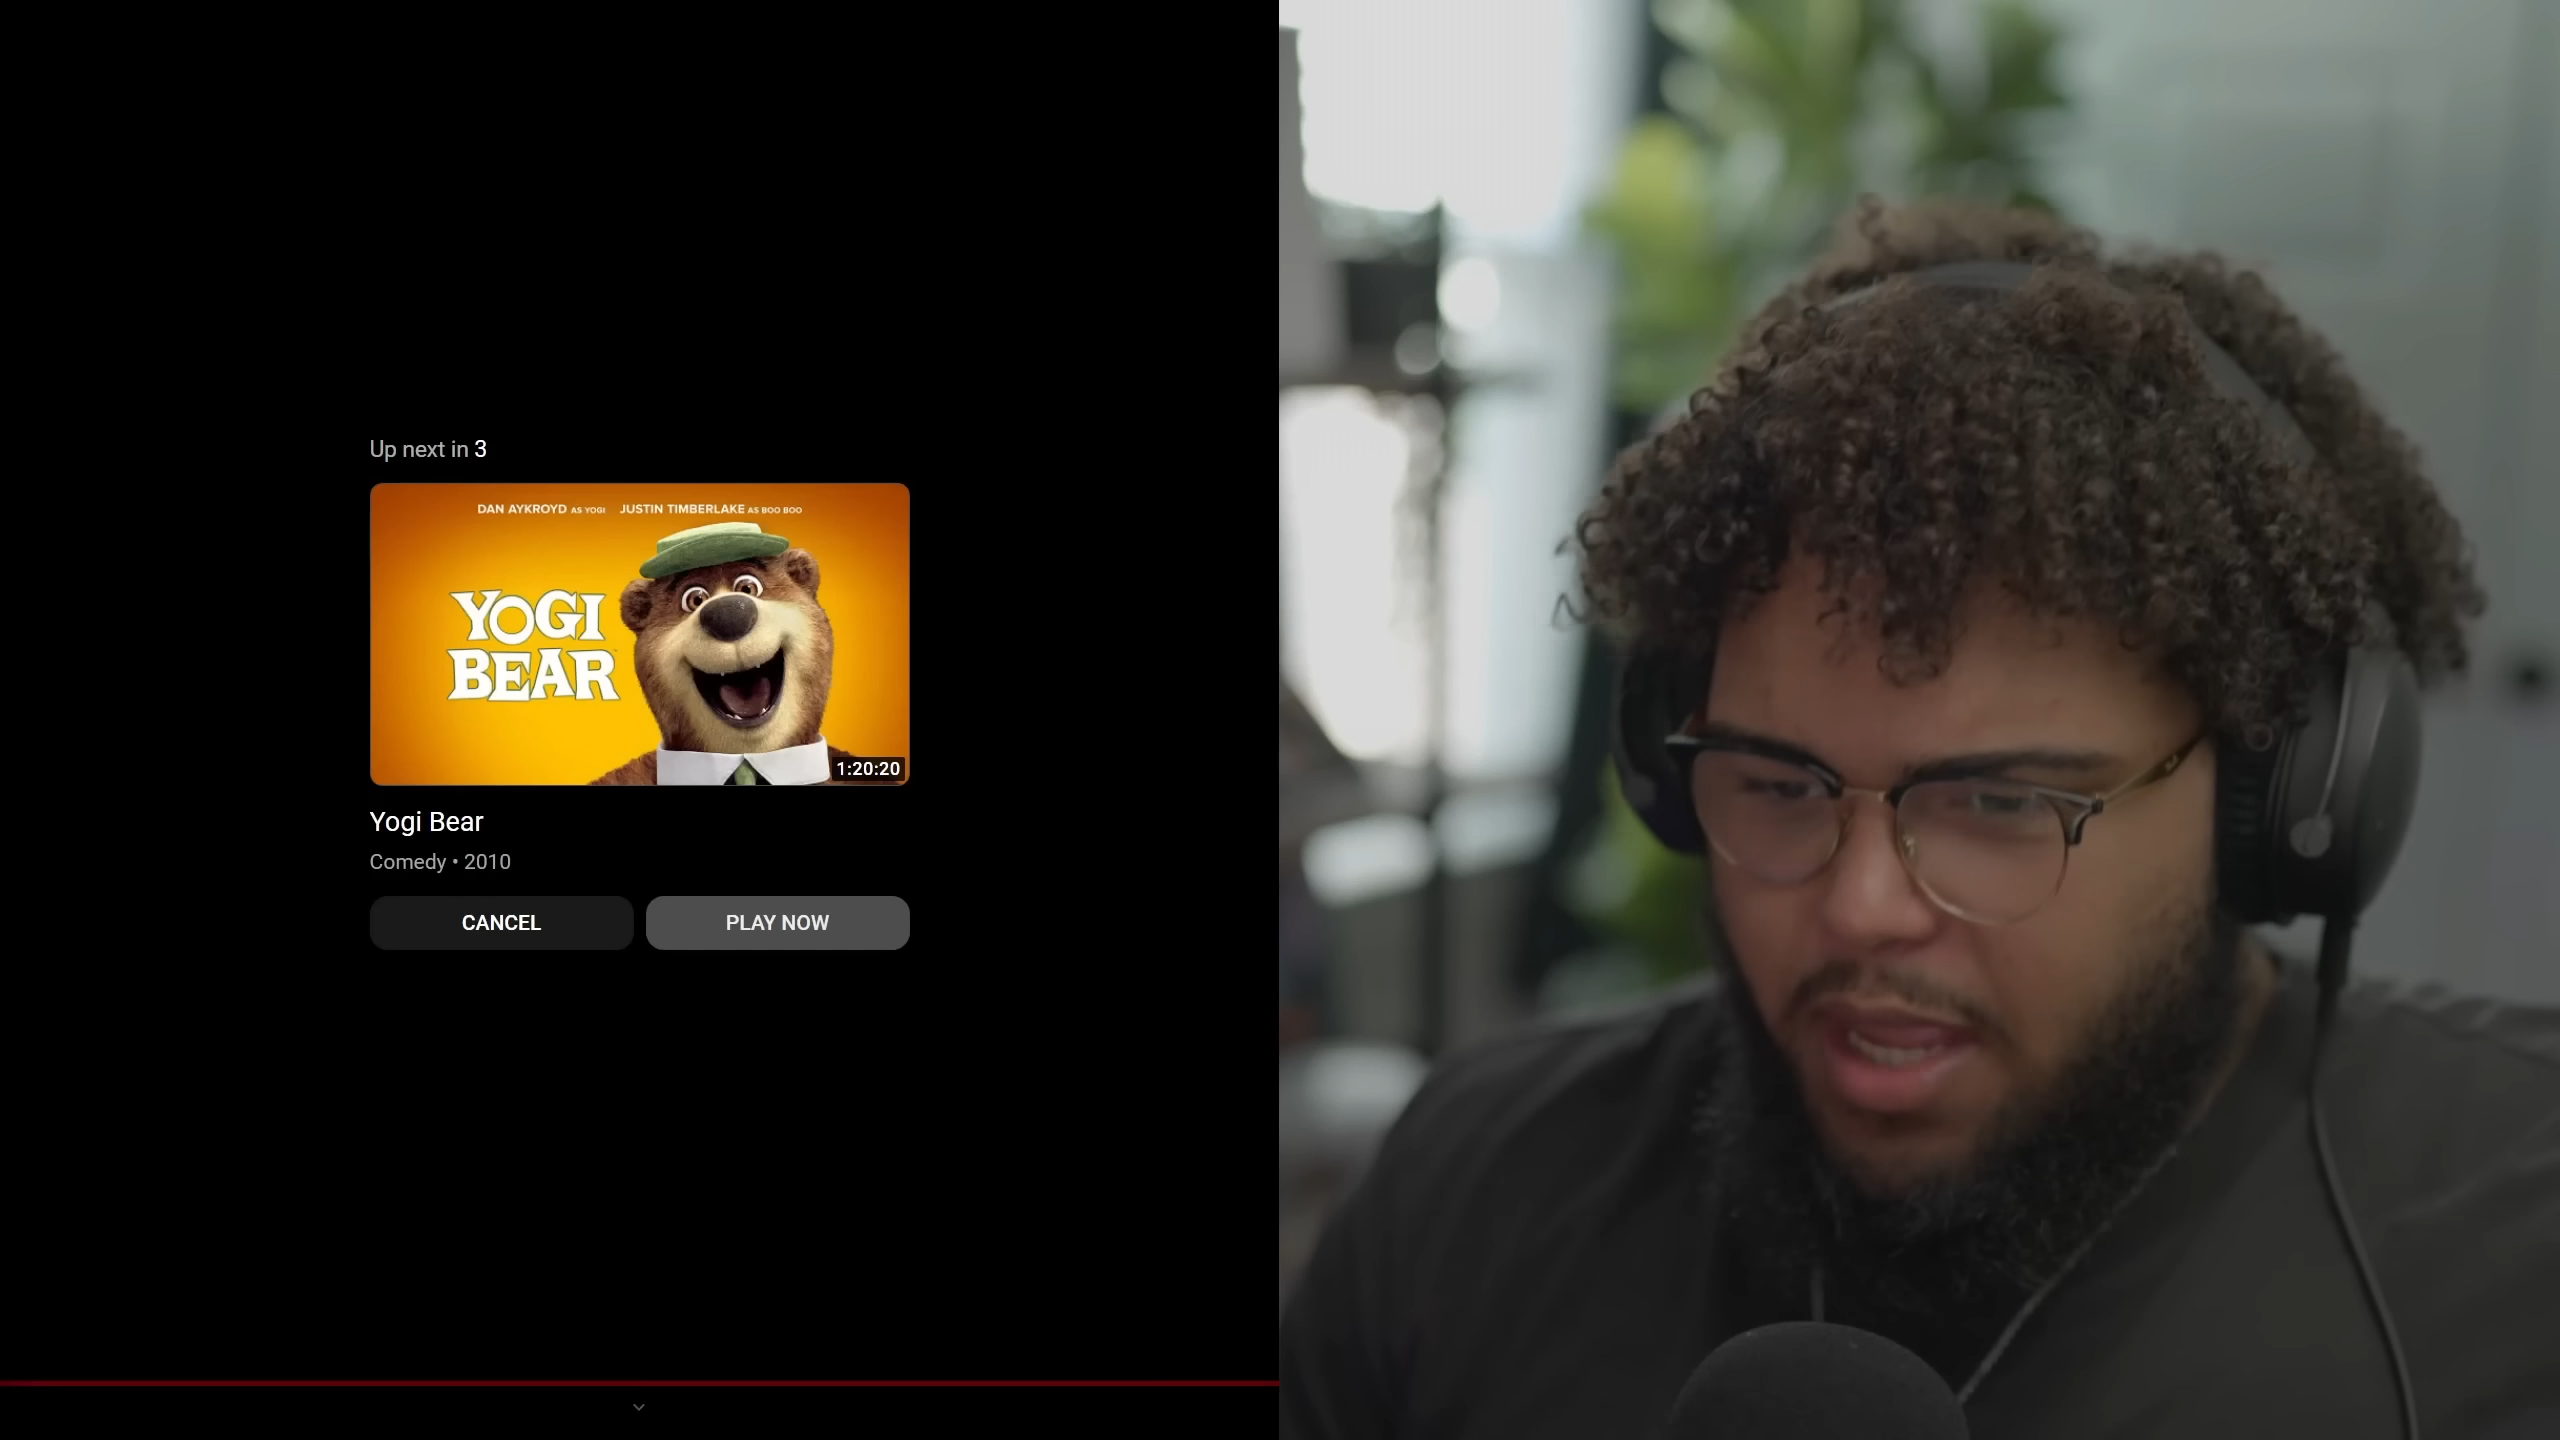 Up next in 3
DAN AYKROYD AS YOGI JUSTIN TIMBERLAKE AS BOO BOO
YOGI
BEAR
1:20:20
Yogi Bear
Comedy • 2010
CANCEL
PLAY NOW